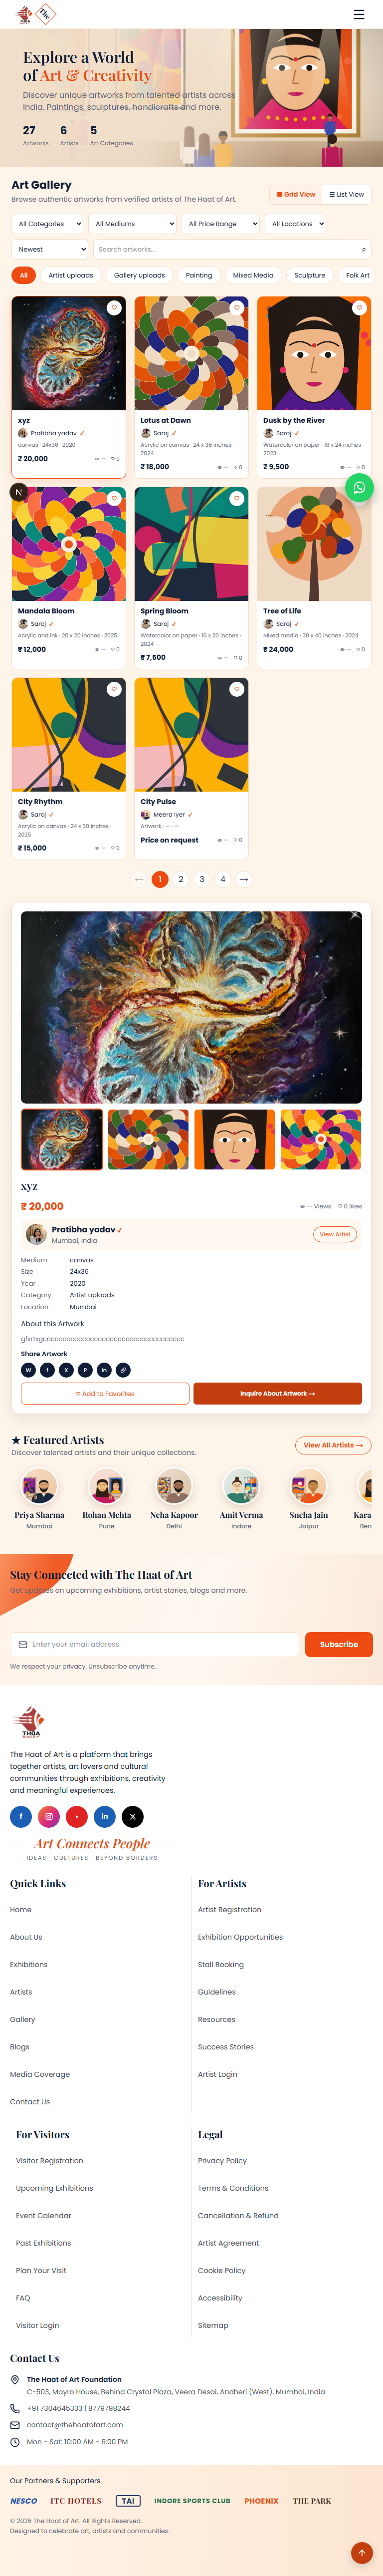 The
Explore a World
of Art & Creativity
Discover unique artworks from talented artists across
India. Paintings, sculptures, handicrafts and more.
27
6
5
Artworks
Artists
Art Categories
Art Gallery
Browse authentic artworks from verified artists of The Haat of Art.
Grid View
List View
All Categories
All Mediums
All Price Range
All Locations
Newest
Search artworks...
All
Artist uploads
Gallery uploads
Painting
Mixed Media
Sculpture
Folk Art
xyz
Pratibha yadav ✓
canvas · 24x36 · 2020
₹ 20,000
— ♡ 0
Lotus at Dawn
Saroj ✓
Acrylic on canvas · 24 x 36 inches ·
2024
₹ 18,000
— ♡ 0
Dusk by the River
Saroj ✓
Watercolor on paper · 18 x 24 inches ·
2023
₹ 9,500
— ♡ 0
N
Mandala Bloom
Saroj ✓
Acrylic and ink · 20 x 20 inches · 2025
₹ 12,000
— ♡ 0
Spring Bloom
Saroj ✓
Watercolor on paper · 16 x 20 inches ·
2024
₹ 7,500
— ♡ 0
Tree of Life
Saroj ✓
Mixed media · 30 x 40 inches · 2024
₹ 24,000
— ♡ 0
City Rhythm
Saroj ✓
Acrylic on canvas · 24 x 30 inches ·
2025
₹ 15,000
— ♡ 0
City Pulse
Meera Iyer ✓
Artwork · — · —
Price on request
— ♡ 0
← 1 2 3 4 →
xyz
₹ 20,000
— Views ♡ 0 likes
Pratibha yadav ✓
Mumbai, India
View Artist
Medium canvas
Size 24x36
Year 2020
Category Artist uploads
Location Mumbai
About this Artwork
Share Artwork
W f X P in
♡ Add to Favorites
Inquire About Artwork →
★ Featured Artists
Discover talented artists and their unique collections.
View All Artists →
Priya Sharma
Mumbai
Rohan Mehta
Pune
Neha Kapoor
Delhi
Amit Verma
Indore
Sneha Jain
Jaipur
Kara
Ben
Stay Connected with The Haat of Art
Get updates on upcoming exhibitions, artist stories, blogs and more.
Enter your email address
Subscribe
We respect your privacy. Unsubscribe anytime.
THOA
The Haat of Art is a platform that brings
together artists, art lovers and cultural
communities through exhibitions, creativity
and meaningful experiences.
f in X
Art Connects People
IDEAS · CULTURES · BEYOND BORDERS
Quick Links
Home
About Us
Exhibitions
Artists
Gallery
Blogs
Media Coverage
Contact Us
For Artists
Artist Registration
Exhibition Opportunities
Stall Booking
Guidelines
Resources
Success Stories
Artist Login
For Visitors
Visitor Registration
Upcoming Exhibitions
Event Calendar
Past Exhibitions
Plan Your Visit
FAQ
Visitor Login
Legal
Privacy Policy
Terms & Conditions
Cancellation & Refund
Artist Agreement
Cookie Policy
Accessibility
Sitemap
Contact Us
The Haat of Art Foundation
C-503, Mayro House, Behind Crystal Plaza, Veera Desai, Andheri (West), Mumbai, India
+91 7304645333 | 8779798244
contact@thehaatofart.com
Mon - Sat: 10:00 AM - 6:00 PM
Our Partners & Supporters
NESCO
ITC HOTELS
TAI
INDORE SPORTS CLUB
PHOENIX
THE PARK
© 2026 The Haat of Art. All Rights Reserved.
Designed to celebrate art, artists and communities.